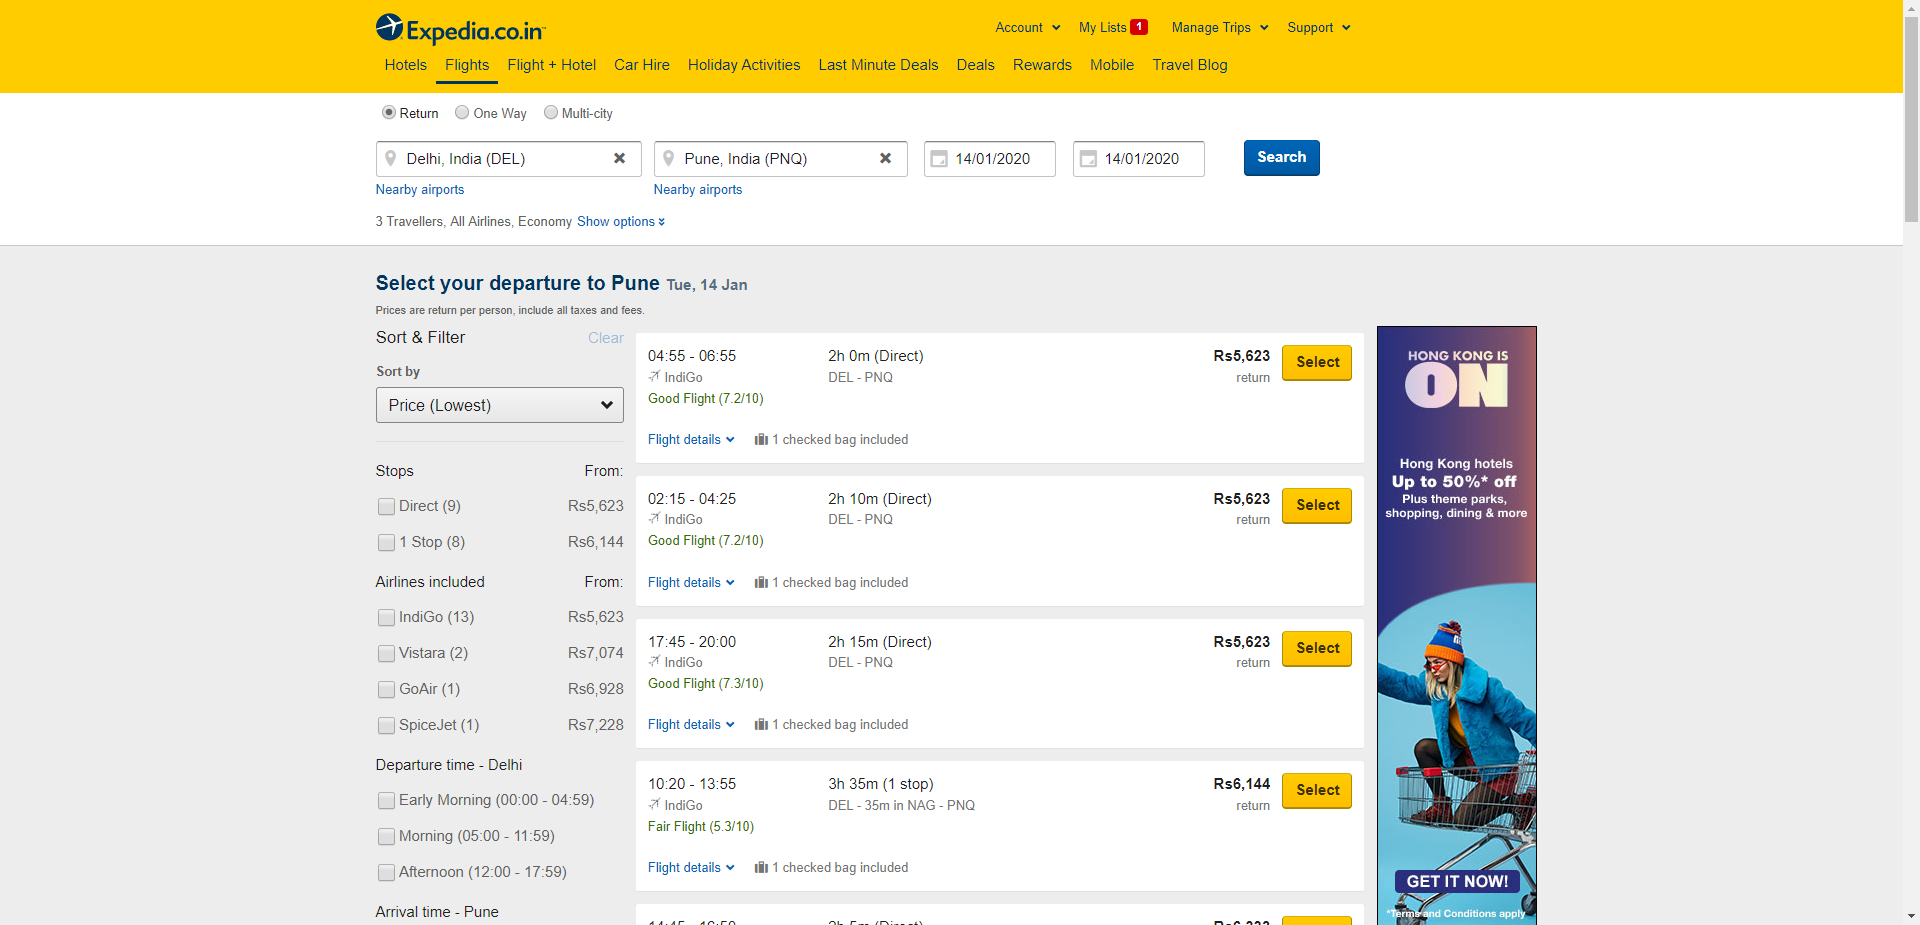 Expedia.co.in
Account
My Lists 1
Manage Trips
Support
Hotels
Flights
Flight + Hotel
Car Hire
Holiday Activities
Last Minute Deals
Deals
Rewards
Mobile
Travel Blog
Return
One Way
Multi-city
Delhi, India (DEL)
Pune, India (PNQ)
14/01/2020
14/01/2020
Search
Nearby airports
Nearby airports
3 Travellers, All Airlines, Economy Show options
Select your departure to Pune Tue, 14 Jan
Prices are return per person, include all taxes and fees.
Sort & Filter
Clear
Sort by
Price (Lowest)
Stops From:
Direct (9) Rs5,623
1 Stop (8) Rs6,144
Airlines included From:
IndiGo (13) Rs5,623
Vistara (2) Rs7,074
GoAir (1) Rs6,928
SpiceJet (1) Rs7,228
Departure time - Delhi
Early Morning (00:00 - 04:59)
Morning (05:00 - 11:59)
Afternoon (12:00 - 17:59)
Arrival time - Pune
04:55 - 06:55 2h 0m (Direct) Rs5,623 Select
IndiGo DEL - PNQ return
Good Flight (7.2/10)
Flight details 1 checked bag included
02:15 - 04:25 2h 10m (Direct) Rs5,623 Select
IndiGo DEL - PNQ return
Good Flight (7.2/10)
Flight details 1 checked bag included
17:45 - 20:00 2h 15m (Direct) Rs5,623 Select
IndiGo DEL - PNQ return
Good Flight (7.3/10)
Flight details 1 checked bag included
10:20 - 13:55 3h 35m (1 stop) Rs6,144 Select
IndiGo DEL - 35m in NAG - PNQ return
Fair Flight (5.3/10)
Flight details 1 checked bag included
HONG KONG IS
ON
Hong Kong hotels
Up to 50%* off
Plus theme parks,
shopping, dining & more
GET IT NOW!
*Terms and Conditions apply